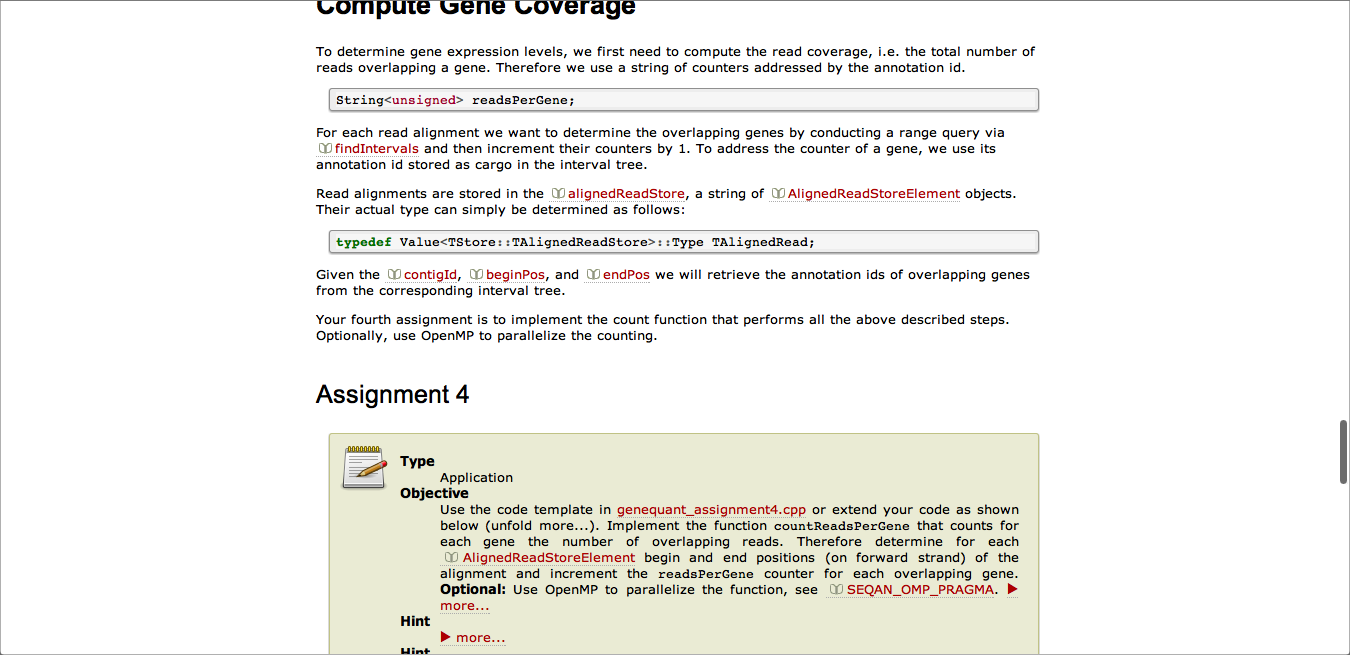 Compute Gene Coverage
To determine gene expression levels, we first need to compute the read coverage, i.e. the total number of
reads overlapping a gene. Therefore we use a string of counters addressed by the annotation id.
String<unsigned> readsPerGene;
For each read alignment we want to determine the overlapping genes by conducting a range query via
findIntervals and then increment their counters by 1. To address the counter of a gene, we use its
annotation id stored as cargo in the interval tree.
Read alignments are stored in the alignedReadStore, a string of AlignedReadStoreElement objects.
Their actual type can simply be determined as follows:
typedef Value<TStore::TAlignedReadStore>::Type TAlignedRead;
Given the contigId, beginPos, and endPos we will retrieve the annotation ids of overlapping genes
from the corresponding interval tree.
Your fourth assignment is to implement the count function that performs all the above described steps.
Optionally, use OpenMP to parallelize the counting.
Assignment 4
Type
Application
Objective
Use the code template in genequant_assignment4.cpp or extend your code as shown
below (unfold more...). Implement the function countReadsPerGene that counts for
each gene the number of overlapping reads. Therefore determine for each
AlignedReadStoreElement begin and end positions (on forward strand) of the
alignment and increment the readsPerGene counter for each overlapping gene.
Optional: Use OpenMP to parallelize the function, see SEQAN_OMP_PRAGMA. ▶
more...
Hint
▶ more...
Hint